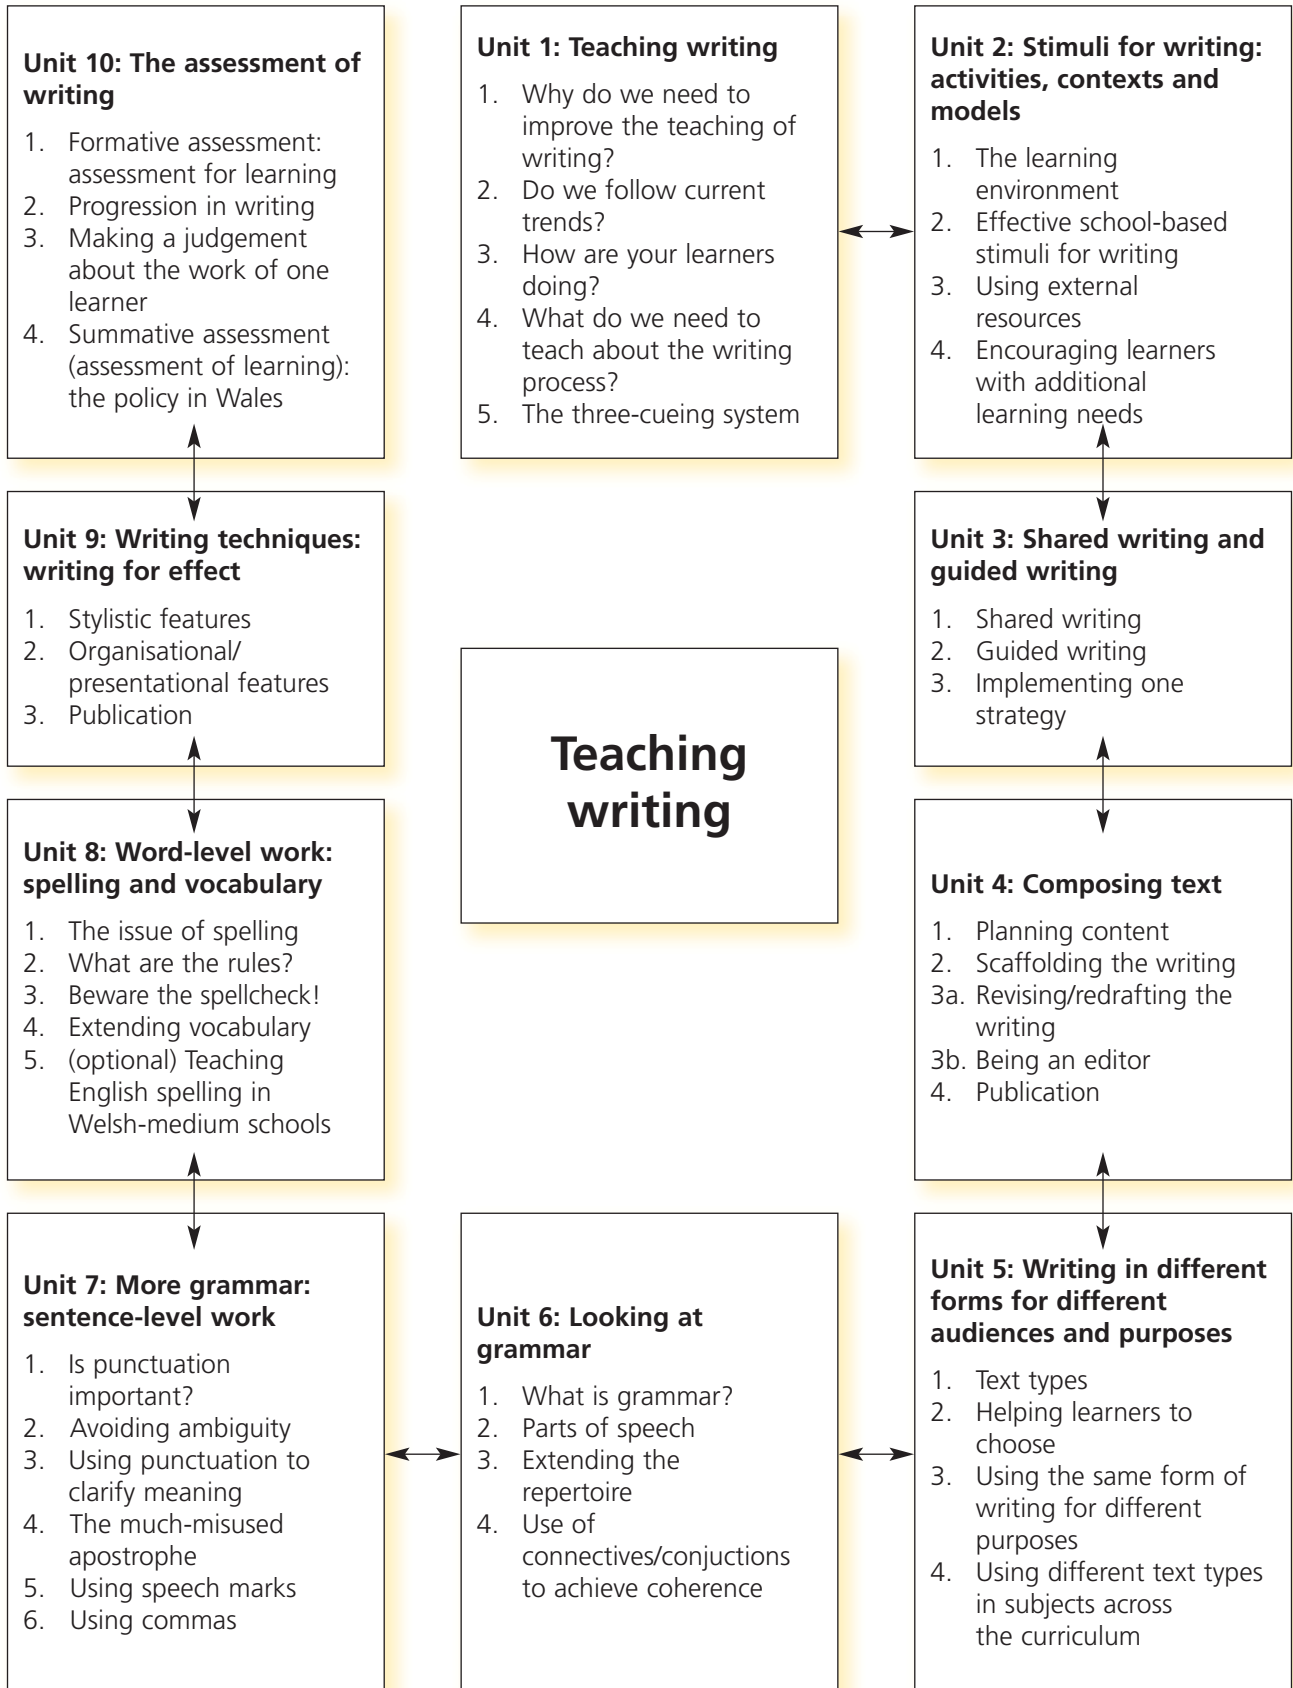 Unit 10: The assessment of
writing
1. Formative assessment:
assessment for learning
2. Progression in writing
3. Making a judgement
about the work of one
learner
4. Summative assessment
(assessment of learning):
the policy in Wales
Unit 1: Teaching writing
1. Why do we need to
improve the teaching of
writing?
2. Do we follow current
trends?
3. How are your learners
doing?
4. What do we need to
teach about the writing
process?
5. The three-cueing system
Unit 2: Stimuli for writing:
activities, contexts and
models
1. The learning
environment
2. Effective school-based
stimuli for writing
3. Using external
resources
4. Encouraging learners
with additional
learning needs
Unit 9: Writing techniques:
writing for effect
1. Stylistic features
2. Organisational/
presentational features
3. Publication
Unit 3: Shared writing and
guided writing
1. Shared writing
2. Guided writing
3. Implementing one
strategy
Teaching
writing
Unit 8: Word-level work:
spelling and vocabulary
1. The issue of spelling
2. What are the rules?
3. Beware the spellcheck!
4. Extending vocabulary
5. (optional) Teaching
English spelling in
Welsh-medium schools
Unit 4: Composing text
1. Planning content
2. Scaffolding the writing
3a. Revising/redrafting the
writing
3b. Being an editor
4. Publication
Unit 7: More grammar:
sentence-level work
1. Is punctuation
important?
2. Avoiding ambiguity
3. Using punctuation to
clarify meaning
4. The much-misused
apostrophe
5. Using speech marks
6. Using commas
Unit 6: Looking at
grammar
1. What is grammar?
2. Parts of speech
3. Extending the
repertoire
4. Use of
connectives/conjuctions
to achieve coherence
Unit 5: Writing in different
forms for different
audiences and purposes
1. Text types
2. Helping learners to
choose
3. Using the same form of
writing for different
purposes
4. Using different text types
in subjects across
the curriculum